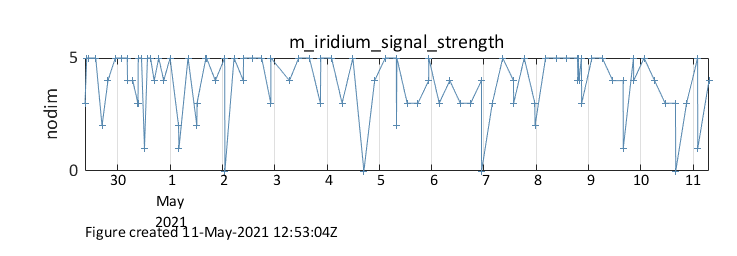 m_iridium_signal_strength
5
nodim
0
30 1 2 3 4 5 6 7 8 9 10 11
May
2021
Figure created 11-May-2021 12:53:04Z